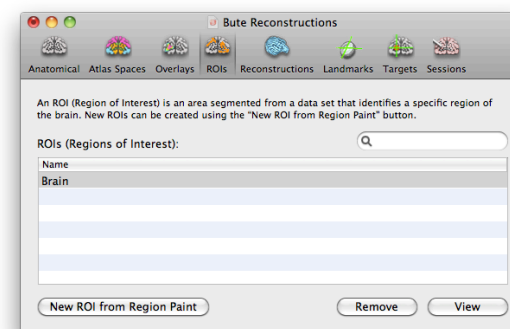 Bute Reconstructions
Anatomical Atlas Spaces Overlays ROIs Reconstructions Landmarks Targets Sessions
An ROI (Region of Interest) is an area segmented from a data set that identifies a specific region of
the brain. New ROIs can be created using the "New ROI from Region Paint" button.
ROIs (Regions of Interest):
Name
Brain
New ROI from Region Paint Remove View